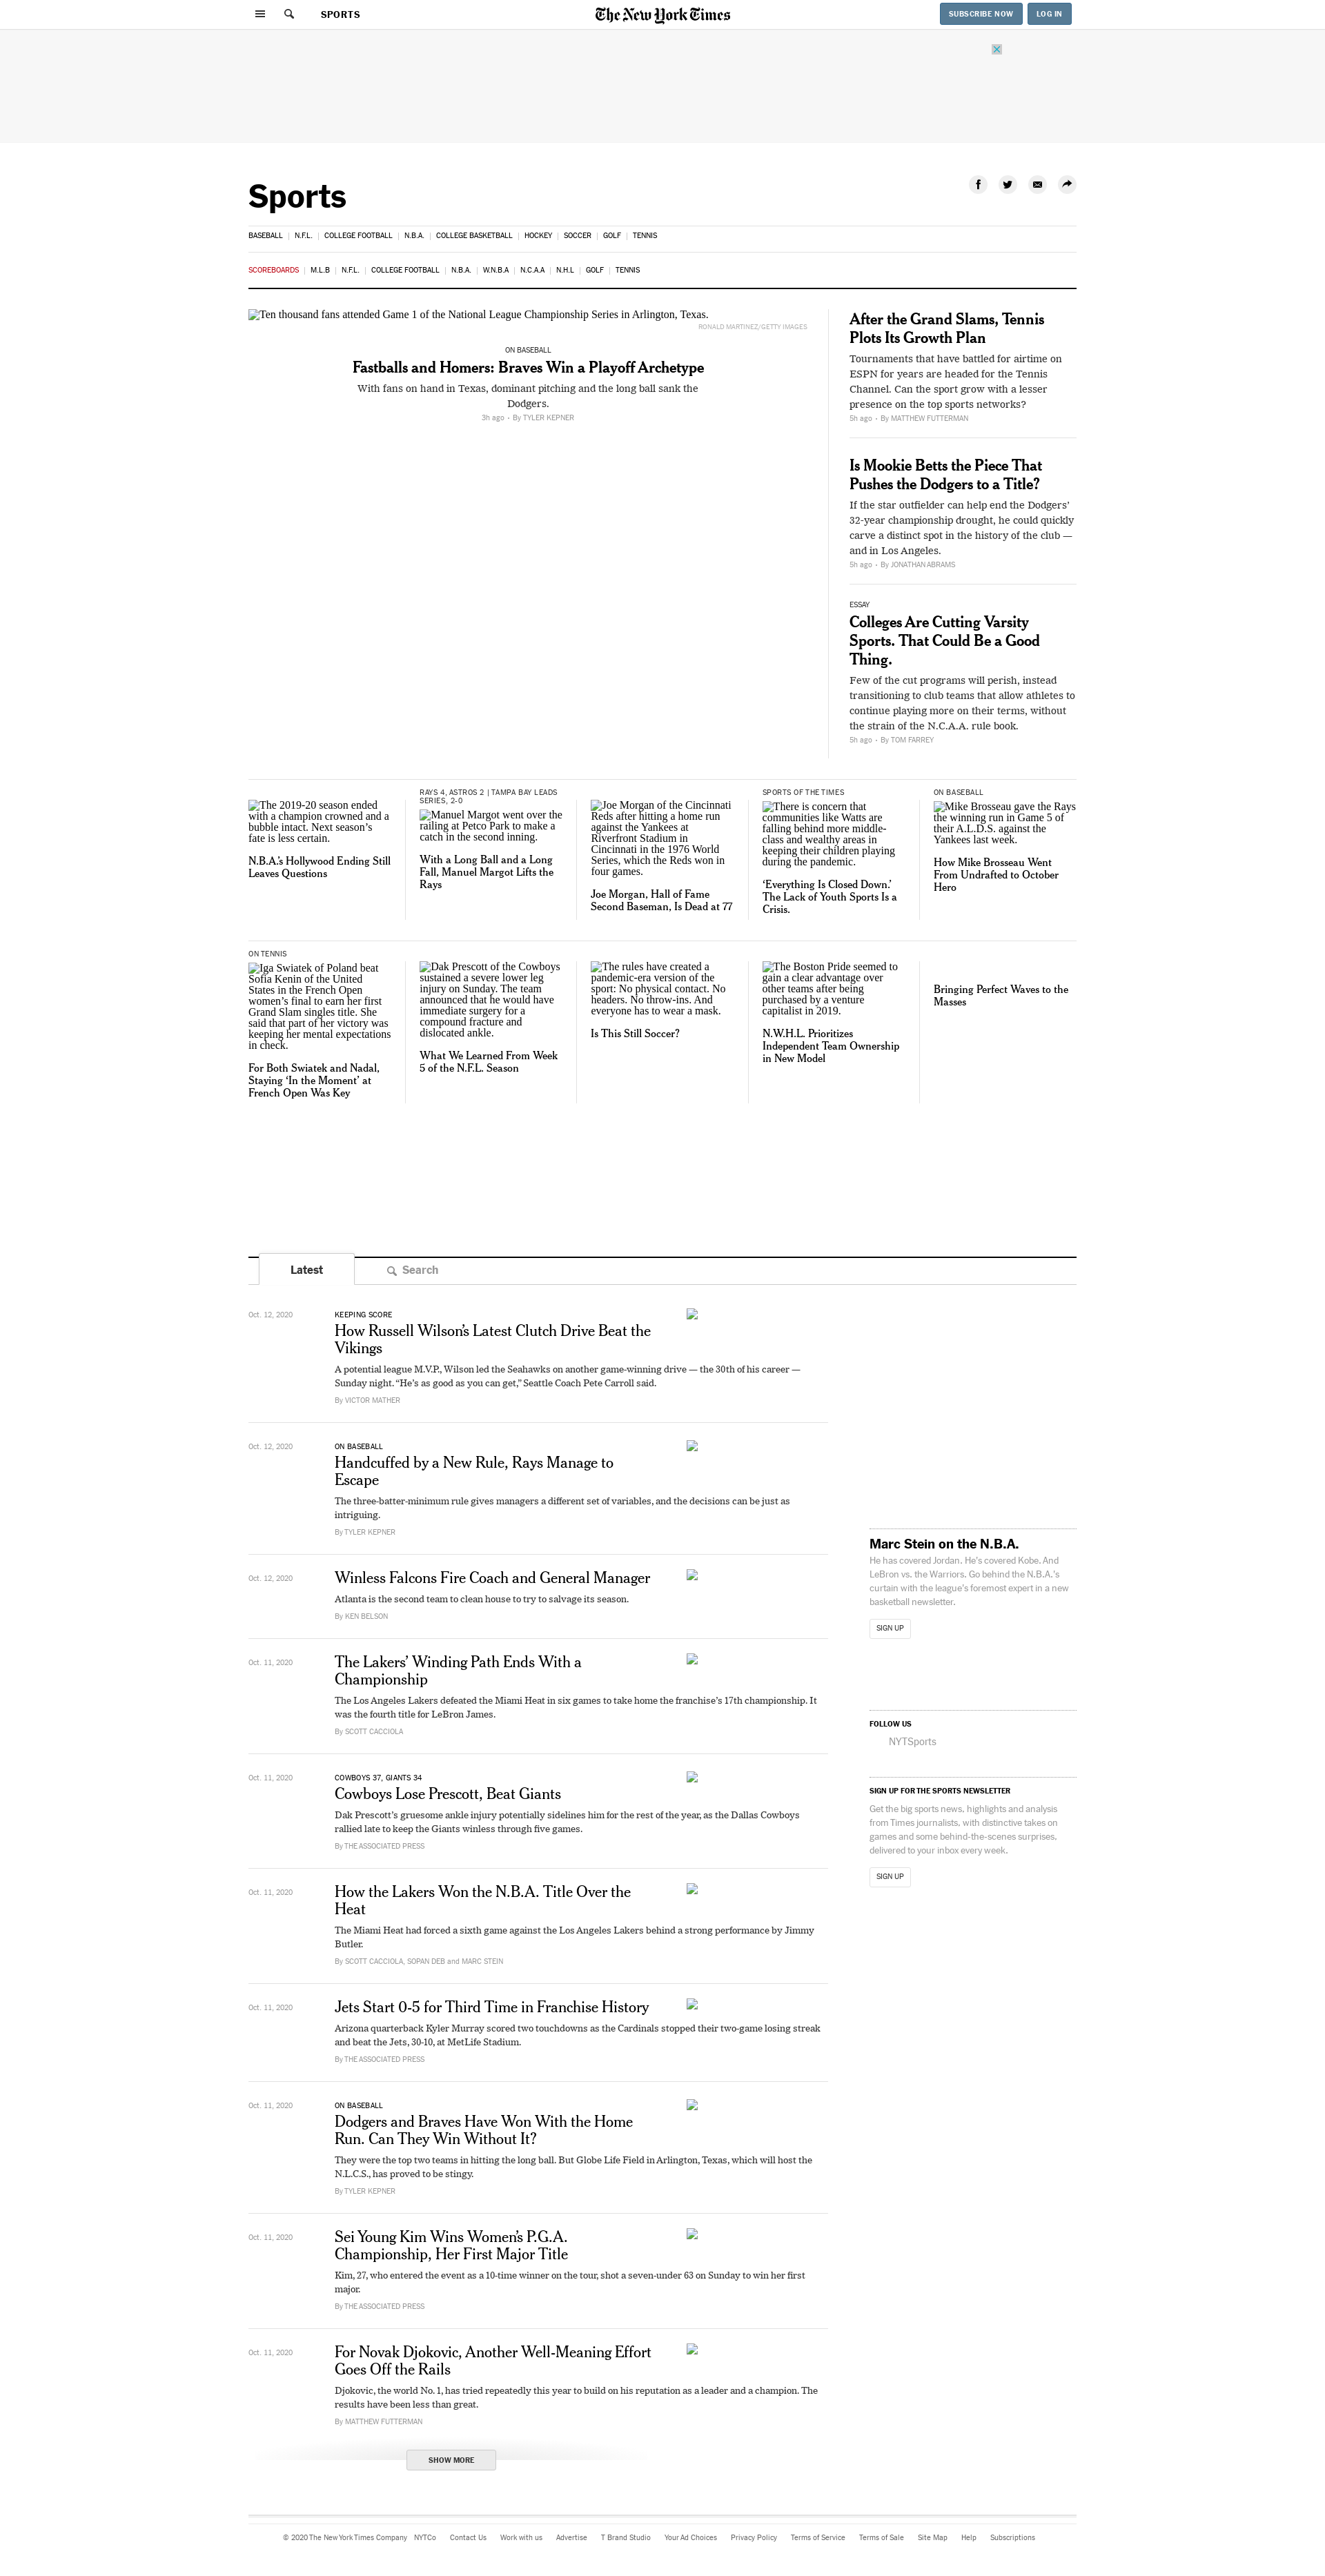 SPORTS
The New York Times
SUBSCRIBE NOW
LOG IN
Sports
BASEBALL
N.F.L.
COLLEGE FOOTBALL
N.B.A.
COLLEGE BASKETBALL
HOCKEY
SOCCER
GOLF
TENNIS
SCOREBOARDS
M.L.B
N.F.L.
COLLEGE FOOTBALL
N.B.A.
W.N.B.A
N.C.A.A
N.H.L
GOLF
TENNIS
Ten thousand fans attended Game 1 of the National League Championship Series in Arlington, Texas.
RONALD MARTINEZ/GETTY IMAGES
ON BASEBALL
Fastballs and Homers: Braves Win a Playoff Archetype
With fans on hand in Texas, dominant pitching and the long ball sank the
Dodgers.
3h ago • By TYLER KEPNER
After the Grand Slams, Tennis
Plots Its Growth Plan
Tournaments that have battled for airtime on
ESPN for years are headed for the Tennis
Channel. Can the sport grow with a lesser
presence on the top sports networks?
5h ago • By MATTHEW FUTTERMAN
Is Mookie Betts the Piece That
Pushes the Dodgers to a Title?
If the star outfielder can help end the Dodgers’
32-year championship drought, he could quickly
carve a distinct spot in the history of the club —
and in Los Angeles.
5h ago • By JONATHAN ABRAMS
ESSAY
Colleges Are Cutting Varsity
Sports. That Could Be a Good
Thing.
Few of the cut programs will perish, instead
transitioning to club teams that allow athletes to
continue playing more on their terms, without
the strain of the N.C.A.A. rule book.
5h ago • By TOM FARREY
The 2019-20 season ended
with a champion crowned and a
bubble intact. Next season’s
fate is less certain.
N.B.A.’s Hollywood Ending Still
Leaves Questions
RAYS 4, ASTROS 2 | TAMPA BAY LEADS
SERIES, 2-0
Manuel Margot went over the
railing at Petco Park to make a
catch in the second inning.
With a Long Ball and a Long
Fall, Manuel Margot Lifts the
Rays
Joe Morgan of the Cincinnati
Reds after hitting a home run
against the Yankees at
Riverfront Stadium in
Cincinnati in the 1976 World
Series, which the Reds won in
four games.
Joe Morgan, Hall of Fame
Second Baseman, Is Dead at 77
SPORTS OF THE TIMES
There is concern that
communities like Watts are
falling behind more middle-
class and wealthy areas in
keeping their children playing
during the pandemic.
‘Everything Is Closed Down.’
The Lack of Youth Sports Is a
Crisis.
ON BASEBALL
Mike Brosseau gave the Rays
the winning run in Game 5 of
their A.L.D.S. against the
Yankees last week.
How Mike Brosseau Went
From Undrafted to October
Hero
ON TENNIS
Iga Swiatek of Poland beat
Sofia Kenin of the United
States in the French Open
women’s final to earn her first
Grand Slam singles title. She
said that part of her victory was
keeping her mental expectations
in check.
For Both Swiatek and Nadal,
Staying ‘In the Moment’ at
French Open Was Key
Dak Prescott of the Cowboys
sustained a severe lower leg
injury on Sunday. The team
announced that he would have
immediate surgery for a
compound fracture and
dislocated ankle.
What We Learned From Week
5 of the N.F.L. Season
The rules have created a
pandemic-era version of the
sport: No physical contact. No
headers. No throw-ins. And
everyone has to wear a mask.
Is This Still Soccer?
The Boston Pride seemed to
gain a clear advantage over
other teams after being
purchased by a venture
capitalist in 2019.
N.W.H.L. Prioritizes
Independent Team Ownership
in New Model
Bringing Perfect Waves to the
Masses
Latest
Search
Oct. 12, 2020
KEEPING SCORE
How Russell Wilson’s Latest Clutch Drive Beat the
Vikings
A potential league M.V.P., Wilson led the Seahawks on another game-winning drive — the 30th of his career —
Sunday night. “He’s as good as you can get,” Seattle Coach Pete Carroll said.
By VICTOR MATHER
Oct. 12, 2020
ON BASEBALL
Handcuffed by a New Rule, Rays Manage to
Escape
The three-batter-minimum rule gives managers a different set of variables, and the decisions can be just as
intriguing.
By TYLER KEPNER
Oct. 12, 2020
Winless Falcons Fire Coach and General Manager
Atlanta is the second team to clean house to try to salvage its season.
By KEN BELSON
Oct. 11, 2020
The Lakers’ Winding Path Ends With a
Championship
The Los Angeles Lakers defeated the Miami Heat in six games to take home the franchise’s 17th championship. It
was the fourth title for LeBron James.
By SCOTT CACCIOLA
Oct. 11, 2020
COWBOYS 37, GIANTS 34
Cowboys Lose Prescott, Beat Giants
Dak Prescott’s gruesome ankle injury potentially sidelines him for the rest of the year, as the Dallas Cowboys
rallied late to keep the Giants winless through five games.
By THE ASSOCIATED PRESS
Oct. 11, 2020
How the Lakers Won the N.B.A. Title Over the
Heat
The Miami Heat had forced a sixth game against the Los Angeles Lakers behind a strong performance by Jimmy
Butler.
By SCOTT CACCIOLA, SOPAN DEB and MARC STEIN
Oct. 11, 2020
Jets Start 0-5 for Third Time in Franchise History
Arizona quarterback Kyler Murray scored two touchdowns as the Cardinals stopped their two-game losing streak
and beat the Jets, 30-10, at MetLife Stadium.
By THE ASSOCIATED PRESS
Oct. 11, 2020
ON BASEBALL
Dodgers and Braves Have Won With the Home
Run. Can They Win Without It?
They were the top two teams in hitting the long ball. But Globe Life Field in Arlington, Texas, which will host the
N.L.C.S., has proved to be stingy.
By TYLER KEPNER
Oct. 11, 2020
Sei Young Kim Wins Women’s P.G.A.
Championship, Her First Major Title
Kim, 27, who entered the event as a 10-time winner on the tour, shot a seven-under 63 on Sunday to win her first
major.
By THE ASSOCIATED PRESS
Oct. 11, 2020
For Novak Djokovic, Another Well-Meaning Effort
Goes Off the Rails
Djokovic, the world No. 1, has tried repeatedly this year to build on his reputation as a leader and a champion. The
results have been less than great.
By MATTHEW FUTTERMAN
SHOW MORE
Marc Stein on the N.B.A.
He has covered Jordan. He’s covered Kobe. And
LeBron vs. the Warriors. Go behind the N.B.A.’s
curtain with the league’s foremost expert in a new
basketball newsletter.
SIGN UP
FOLLOW US
NYTSports
SIGN UP FOR THE SPORTS NEWSLETTER
Get the big sports news, highlights and analysis
from Times journalists, with distinctive takes on
games and some behind-the-scenes surprises,
delivered to your inbox every week.
SIGN UP
© 2020 The New York Times Company
NYTCo
Contact Us
Work with us
Advertise
T Brand Studio
Your Ad Choices
Privacy Policy
Terms of Service
Terms of Sale
Site Map
Help
Subscriptions